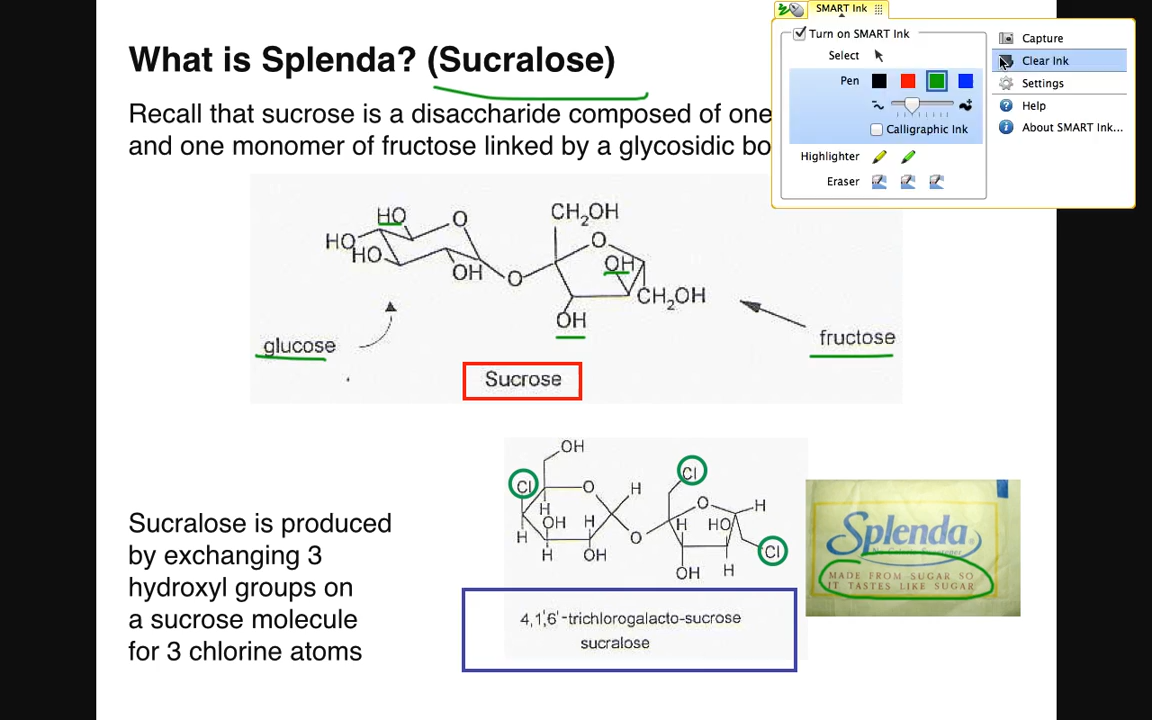 SMART Ink
Turn on SMART Ink
Select
Pen
Calligraphic Ink
Highlighter
Eraser
Capture
Clear Ink
Settings
Help
About SMART Ink...
What is Splenda? (Sucralose)
Recall that sucrose is a disaccharide composed of one
and one monomer of fructose linked by a glycosidic bo
HO
O
CH₂OH
HO
HO
OH
O
O
OH
CH₂OH
OH
glucose
fructose
Sucrose
OH
Cl
O
H
Cl
O
H
H
OH
H
H
HO
H
H
OH
O
Cl
OH
H
Sucralose is produced
by exchanging 3
hydroxyl groups on
a sucrose molecule
for 3 chlorine atoms
4,1',6'-trichlorogalacto-sucrose
sucralose
Splenda
No Calorie Sweetener
MADE FROM SUGAR SO
IT TASTES LIKE SUGAR